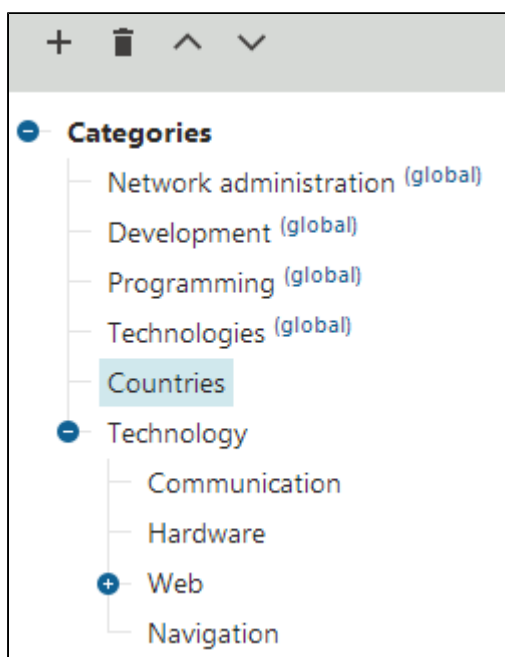 Categories
Network administration (global)
Development (global)
Programming (global)
Technologies (global)
Countries
Technology
Communication
Hardware
Web
Navigation